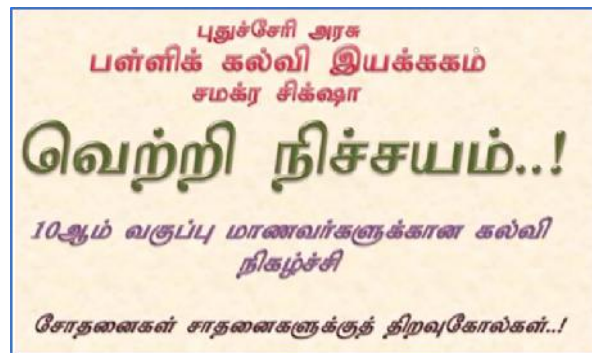 புதுச்சேரி அரசு
பள்ளிக் கல்வி இயக்ககம்
சமக்ர சிக்ஷா
வெற்றி நிச்சயம்..!
10ஆம் வகுப்பு மாணவர்களுக்கான கல்வி
நிகழ்ச்சி
சோதனைகள் சாதனைகளுக்குத் திறவுகோல்கள்..!